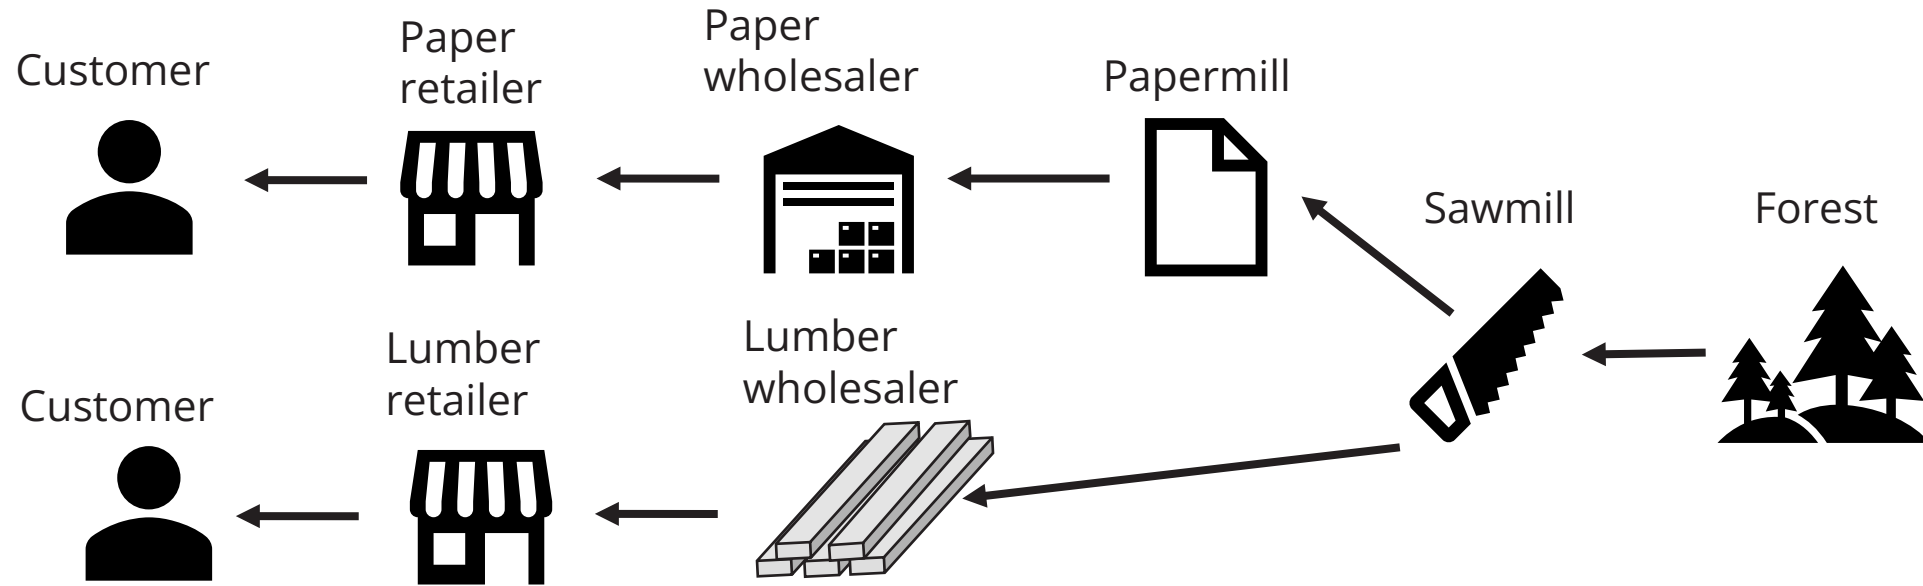 Customer
Paper
retailer
Paper
wholesaler
Papermill
Sawmill
Forest
Customer
Lumber
retailer
Lumber
wholesaler